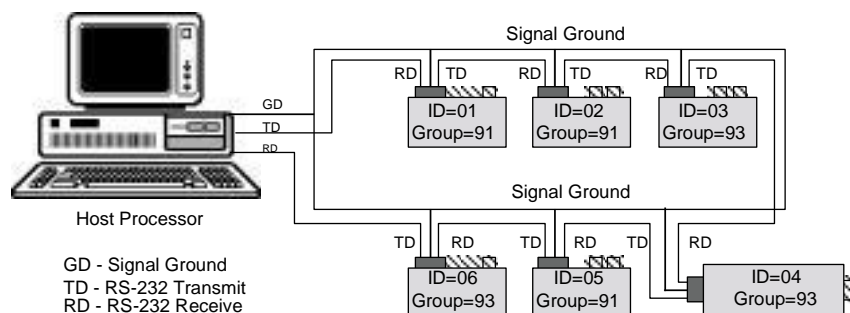 Signal Ground
RD TD RD TD RD TD
GD
TD
RD
ID=01
Group=91
ID=02
Group=91
ID=03
Group=93
Signal Ground
Host Processor
TD RD TD RD TD RD
GD - Signal Ground
TD - RS-232 Transmit
RD - RS-232 Receive
ID=06
Group=93
ID=05
Group=91
ID=04
Group=93